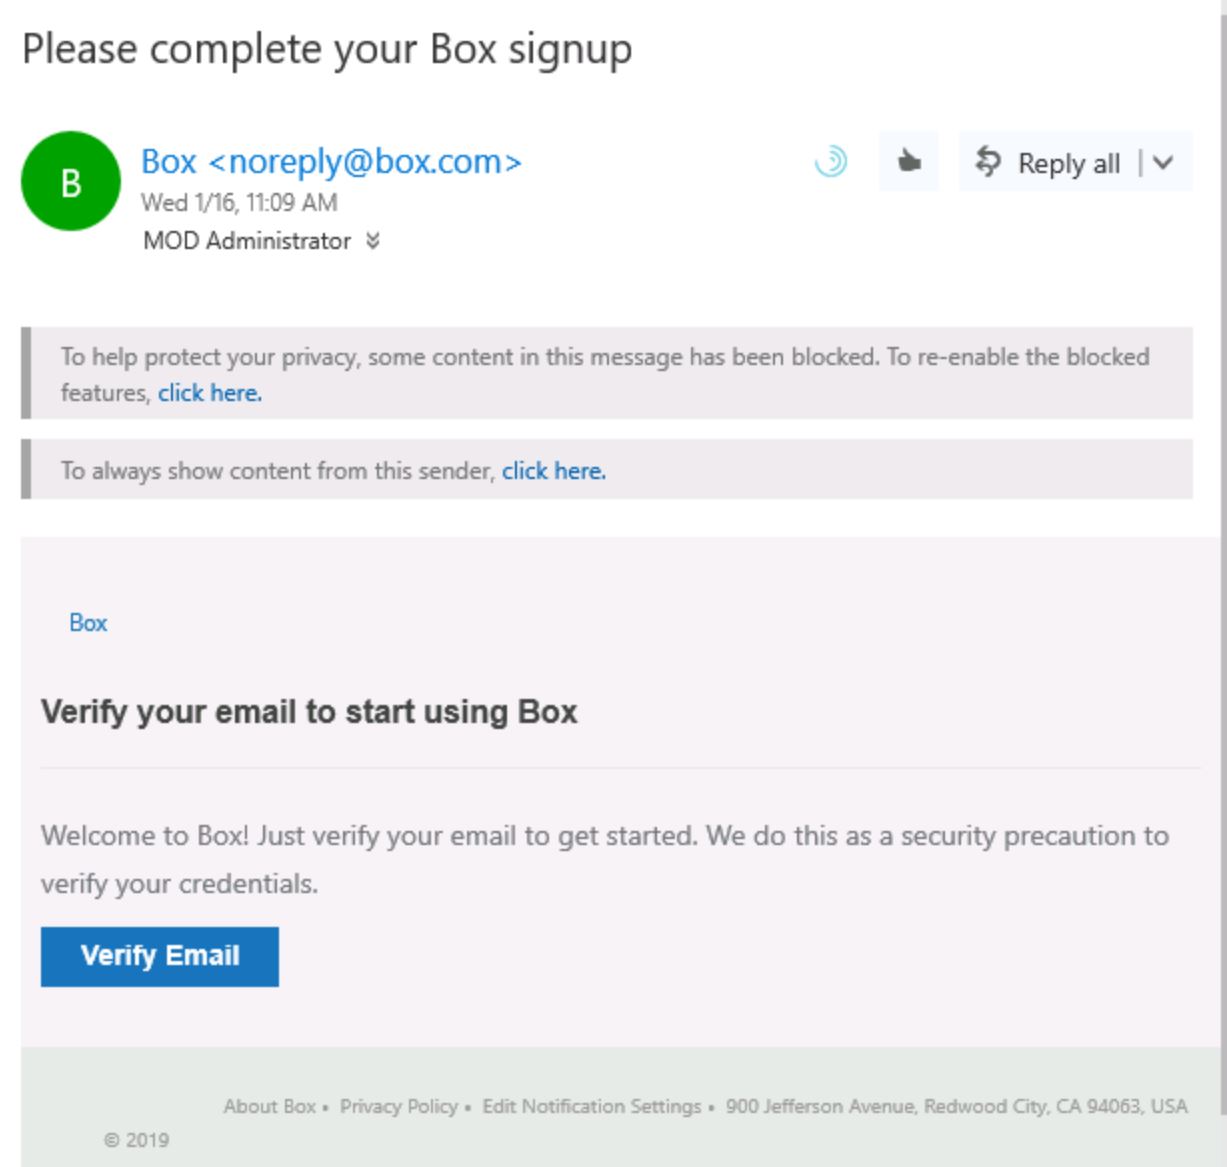 Please complete your Box signup
B
Box <noreply@box.com>
Reply all
Wed 1/16, 11:09 AM
MOD Administrator
To help protect your privacy, some content in this message has been blocked. To re-enable the blocked
features, click here.
To always show content from this sender, click here.
Box
Verify your email to start using Box
Welcome to Box! Just verify your email to get started. We do this as a security precaution to
verify your credentials.
Verify Email
About Box • Privacy Policy • Edit Notification Settings • 900 Jefferson Avenue, Redwood City, CA 94063, USA
© 2019